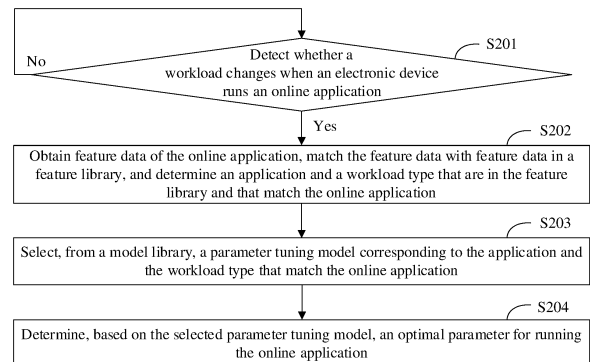 S201
Detect whether a
workload changes when an electronic device
runs an online application
No
Yes
S202
Obtain feature data of the online application, match the feature data with feature data in a
feature library, and determine an application and a workload type that are in the feature
library and that match the online application
S203
Select, from a model library, a parameter tuning model corresponding to the application and
the workload type that match the online application
S204
Determine, based on the selected parameter tuning model, an optimal parameter for running
the online application